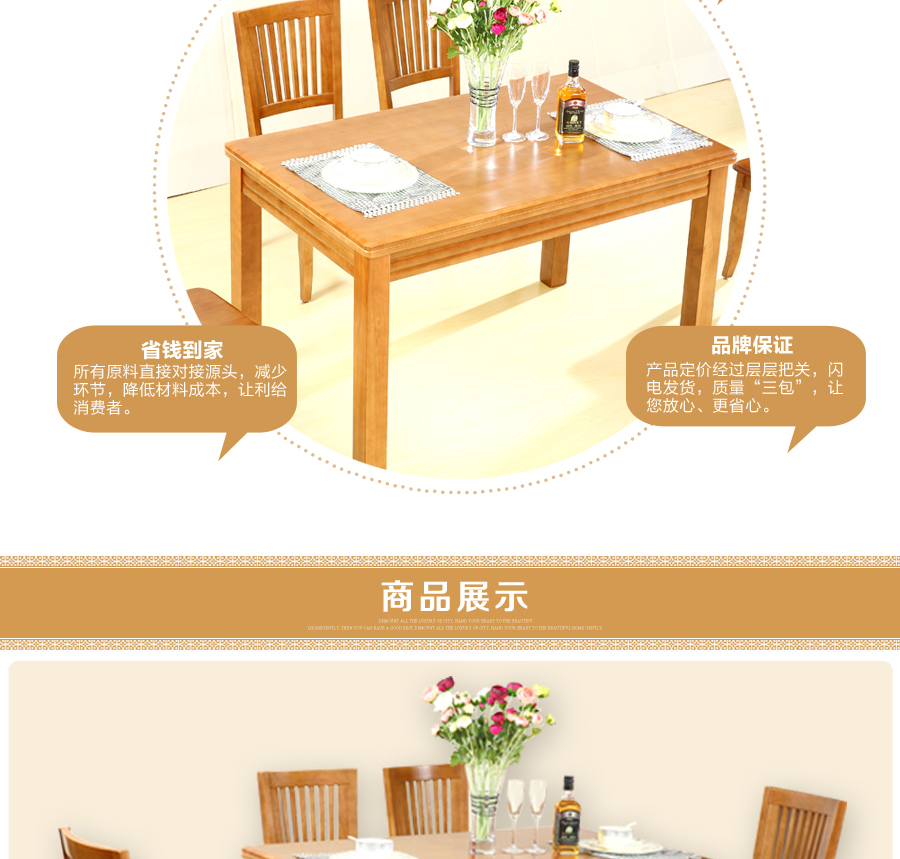 省钱到家
所有原料直接对接源头，减少
环节，降低材料成本，让利给
消费者。
品牌保证
产品定价经过层层把关，闪
电发货，质量“三包”，让
您放心、更省心。
商品展示